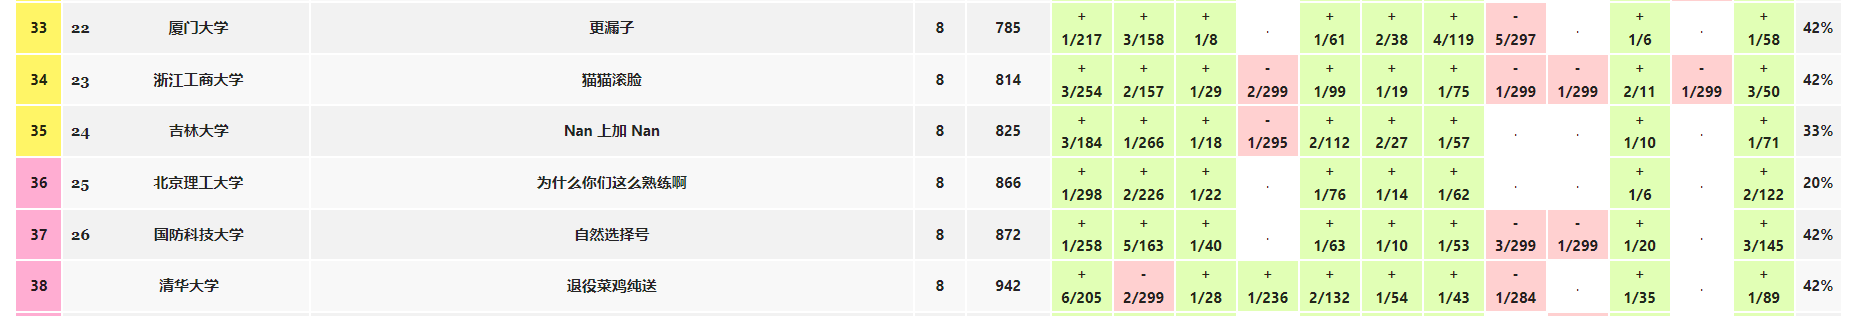 33 22 厦门大学 更漏子 8 785 + 1/217 + 3/158 + 1/8 . + 1/61 + 2/38 + 4/119 - 5/297 . + 1/6 . + 1/58 42%
34 23 浙江工商大学 猫猫滚脸 8 814 + 3/254 + 2/157 + 1/29 - 2/299 + 1/99 + 1/19 + 1/75 - 1/299 - 1/299 + 2/11 - 1/299 + 3/50 42%
35 24 吉林大学 Nan 上加 Nan 8 825 + 3/184 + 1/266 + 1/18 - 1/295 + 2/112 + 2/27 + 1/57 . . + 1/10 . + 1/71 33%
36 25 北京理工大学 为什么你们这么熟练啊 8 866 + 1/298 + 2/226 + 1/22 . + 1/76 + 1/14 + 1/62 . . + 1/6 . + 2/122 20%
37 26 国防科技大学 自然选择号 8 872 + 1/258 + 5/163 + 1/40 . + 1/63 + 1/10 + 1/53 - 3/299 - 1/299 + 1/20 . + 3/145 42%
38 清华大学 退役菜鸡纯送 8 942 + 6/205 - 2/299 + 1/28 + 1/236 + 2/132 + 1/54 + 1/43 - 1/284 . + 1/35 . + 1/89 42%